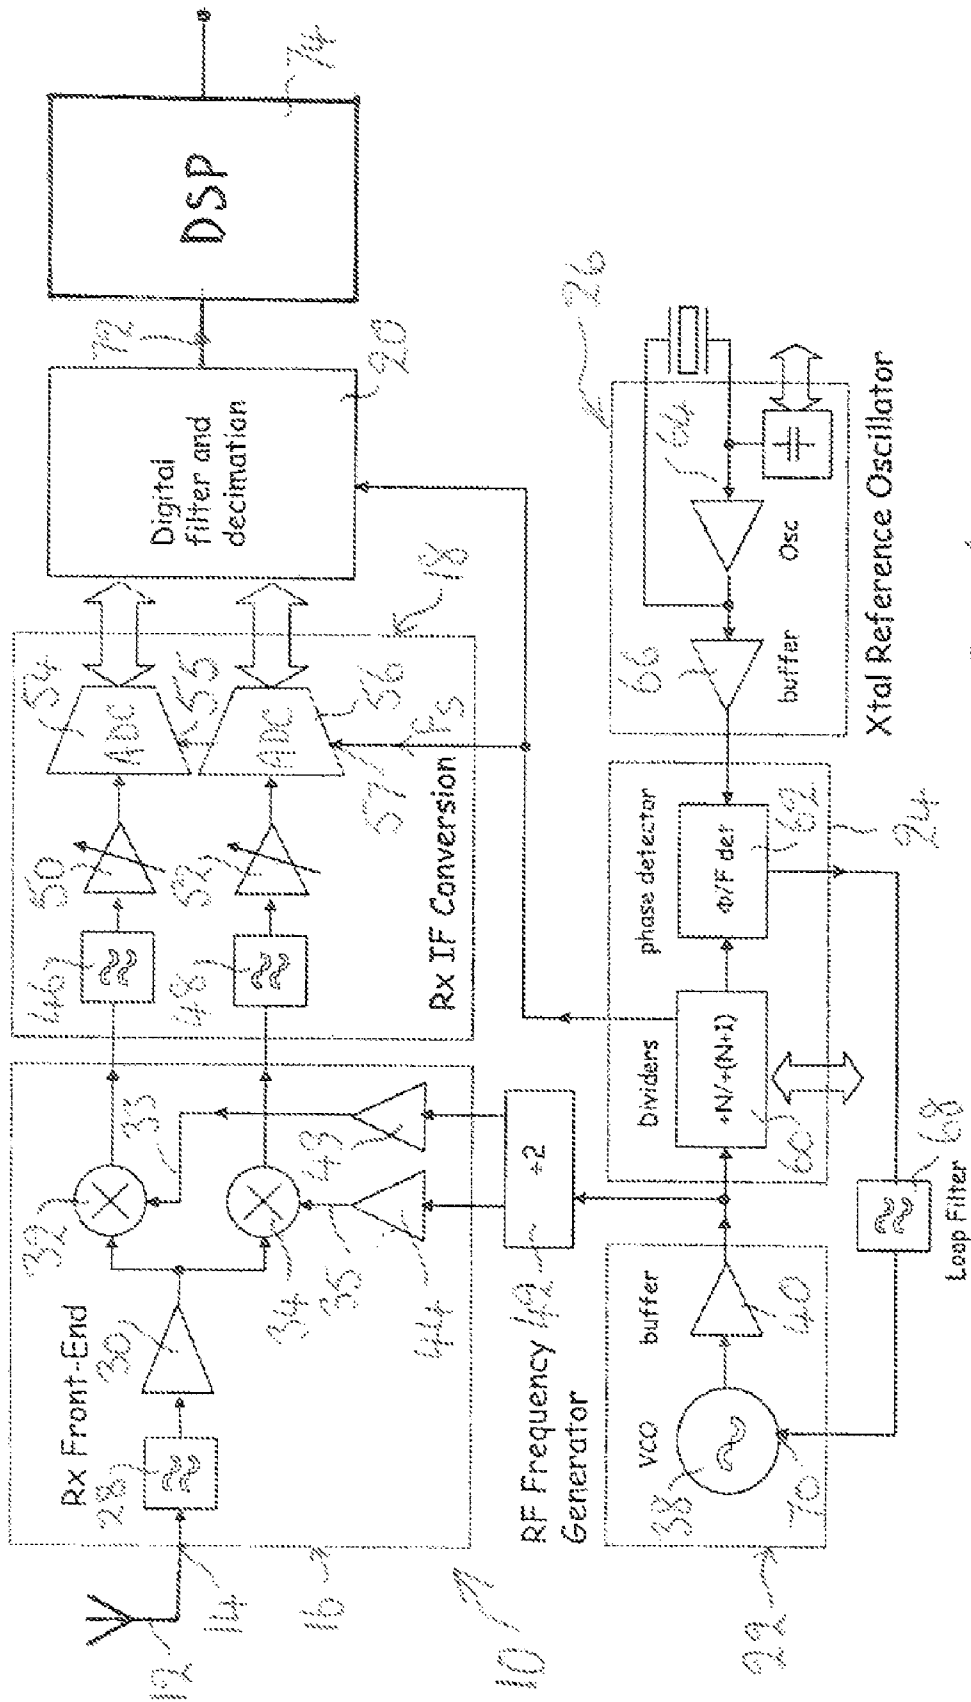 Rx Front-End
12
14
16
10
28
30
32
33
34
35
43
44
Rx IF Conversion
46
48
50
52
54
ADC
55
ADC
56
57
Fs
18
Digital
filter and
decimation
20
72
DSP
74
RF Frequency
Generator
42
÷2
VCO
38
70
buffer
40
22
Dividers
÷N/÷(N+1)
60
phase detector
Φ/F det
62
24
Loop Filter
68
buffer
66
Osc
64
26
Xtal Reference Oscillator